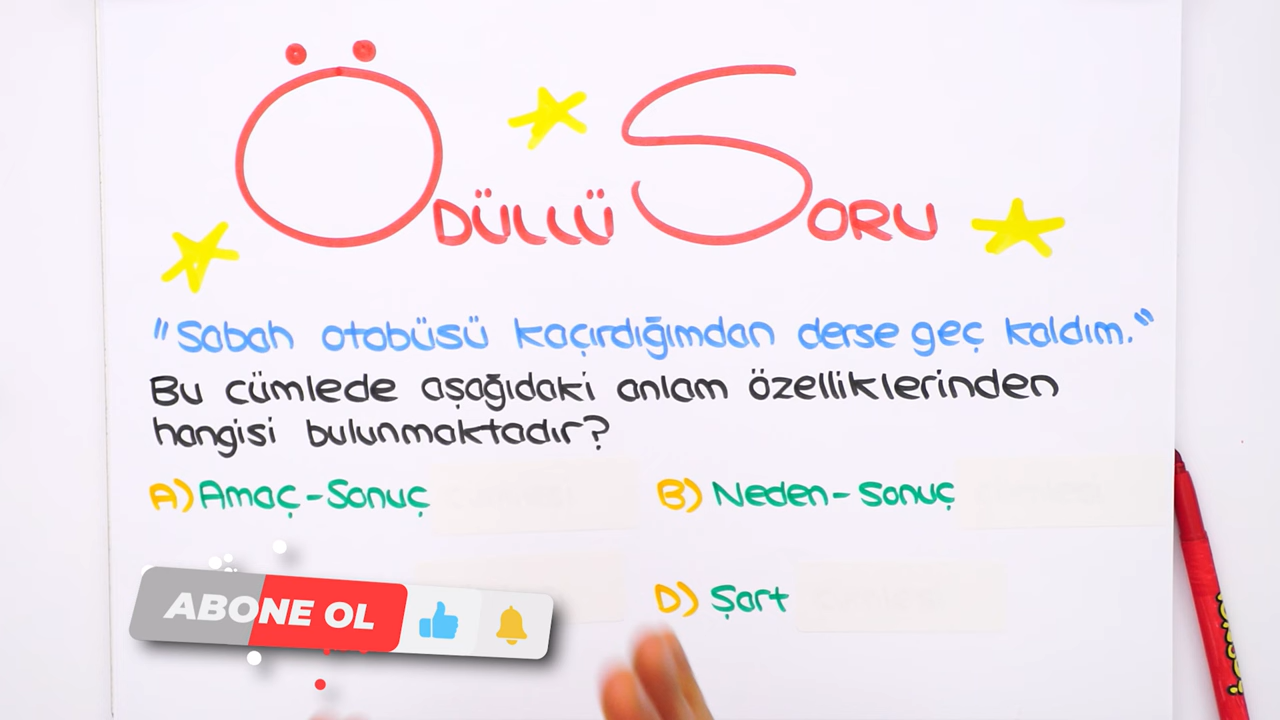 ÖDÜLLÜ SORU
"Sabah otobüsü kaçırdığımdan derse geç kaldım."
Bu cümlede aşağıdaki anlam özelliklerinden
hangisi bulunmaktadır?
A) Amaç-Sonuç B) Neden-Sonuç
D) Şart
ABONE OL